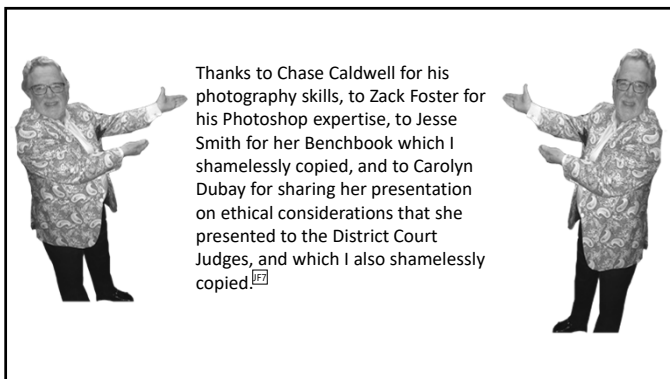 Thanks to Chase Caldwell for his
photography skills, to Zack Foster for
his Photoshop expertise, to Jesse
Smith for her Benchbook which I
shamelessly copied, and to Carolyn
Dubay for sharing her presentation
on ethical considerations that she
presented to the District Court
Judges, and which I also shamelessly
copied.JF7